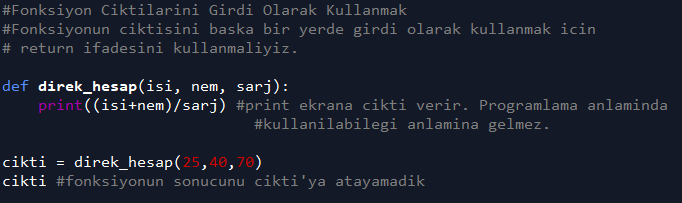 #Fonksiyon Ciktilarini Girdi Olarak Kullanmak
#Fonksiyonun ciktisini baska bir yerde girdi olarak kullanmak icin
# return ifadesini kullanmaliyiz.
def direk_hesap(isi, nem, sarj):
    print((isi+nem)/sarj) #print ekrana cikti verir. Programlama anlaminda
                          #kullanilabilegi anlamina gelmez.
cikti = direk_hesap(25,40,70)
cikti #fonksiyonun sonucunu cikti'ya atayamadik